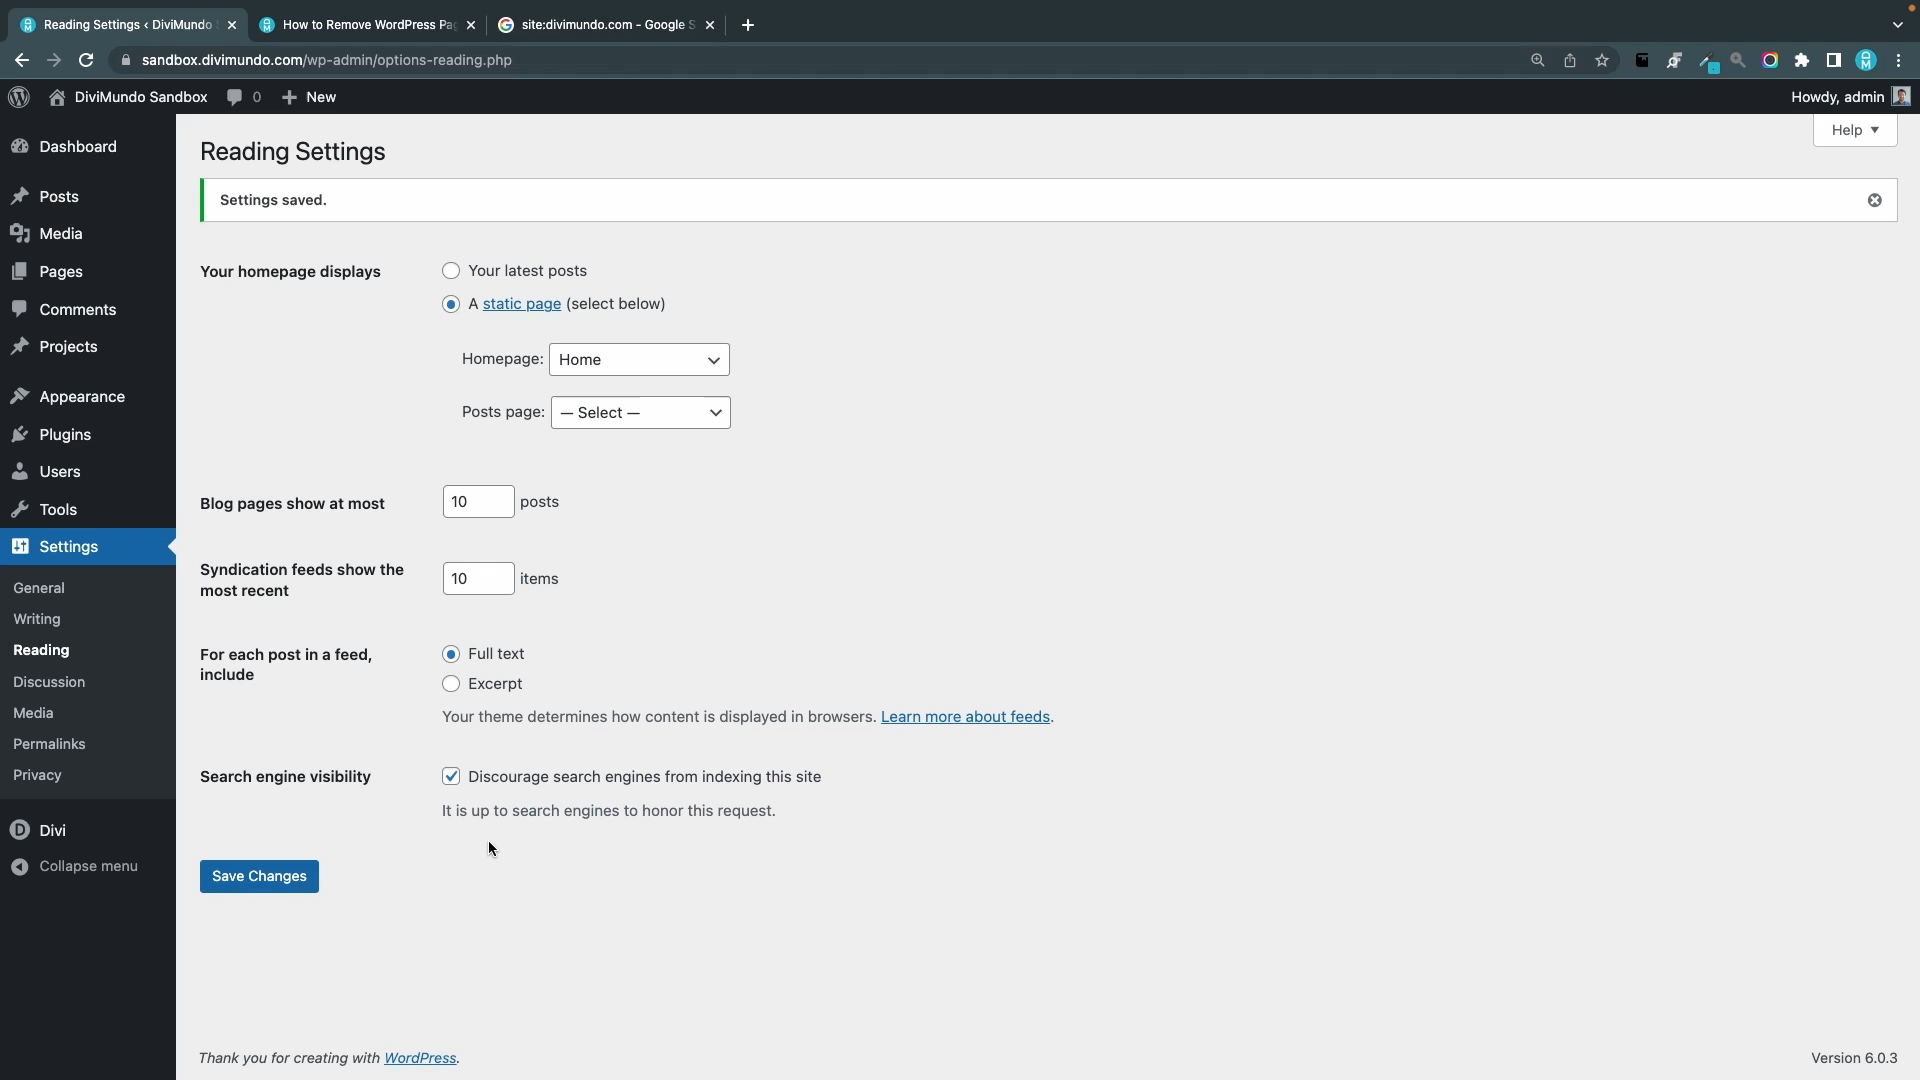 Reading Settings ‹ DiviMundo
How to Remove WordPress Pag
site:divimundo.com - Google S
sandbox.divimundo.com/wp-admin/options-reading.php
DiviMundo Sandbox
0
New
Howdy, admin
Help
Dashboard
Posts
Media
Pages
Comments
Projects
Appearance
Plugins
Users
Tools
Settings
General
Writing
Reading
Discussion
Media
Permalinks
Privacy
Divi
Collapse menu
Reading Settings
Settings saved.
Your homepage displays
Your latest posts
A static page (select below)
Homepage: Home
Posts page: — Select —
Blog pages show at most
10 posts
Syndication feeds show the
most recent
10 items
For each post in a feed,
include
Full text
Excerpt
Your theme determines how content is displayed in browsers. Learn more about feeds.
Search engine visibility
Discourage search engines from indexing this site
It is up to search engines to honor this request.
Save Changes
Thank you for creating with WordPress.
Version 6.0.3